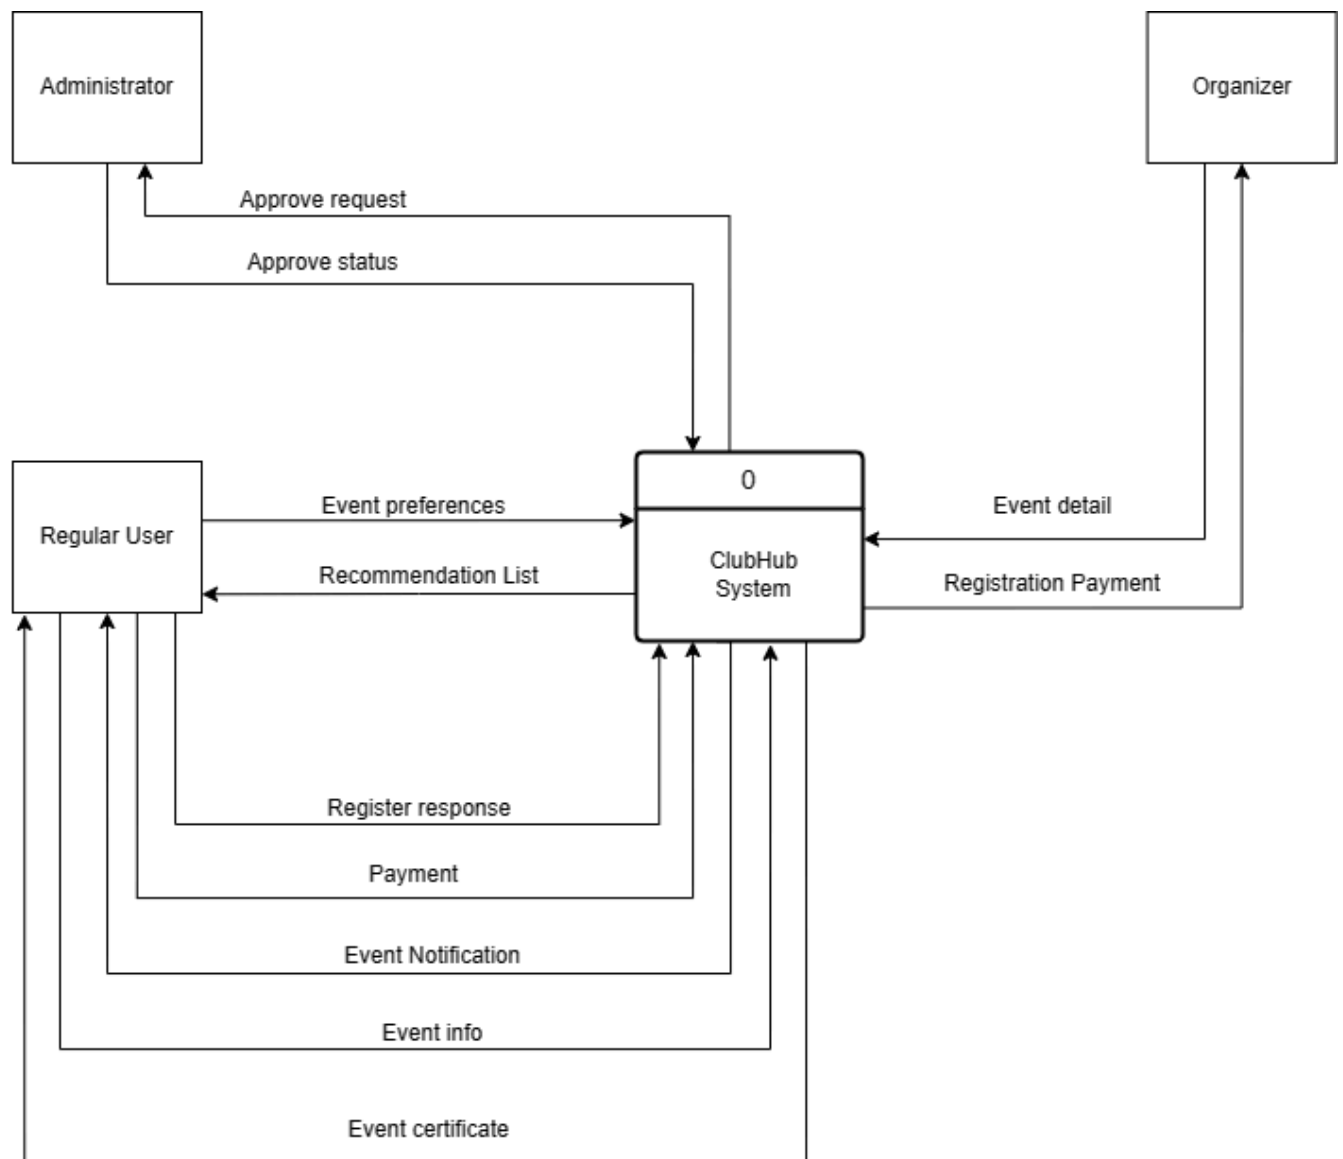 Administrator
Organizer
Approve request
Approve status
0
Event preferences
Event detail
Regular User
ClubHub
System
Recommendation List
Registration Payment
Register response
Payment
Event Notification
Event info
Event certificate